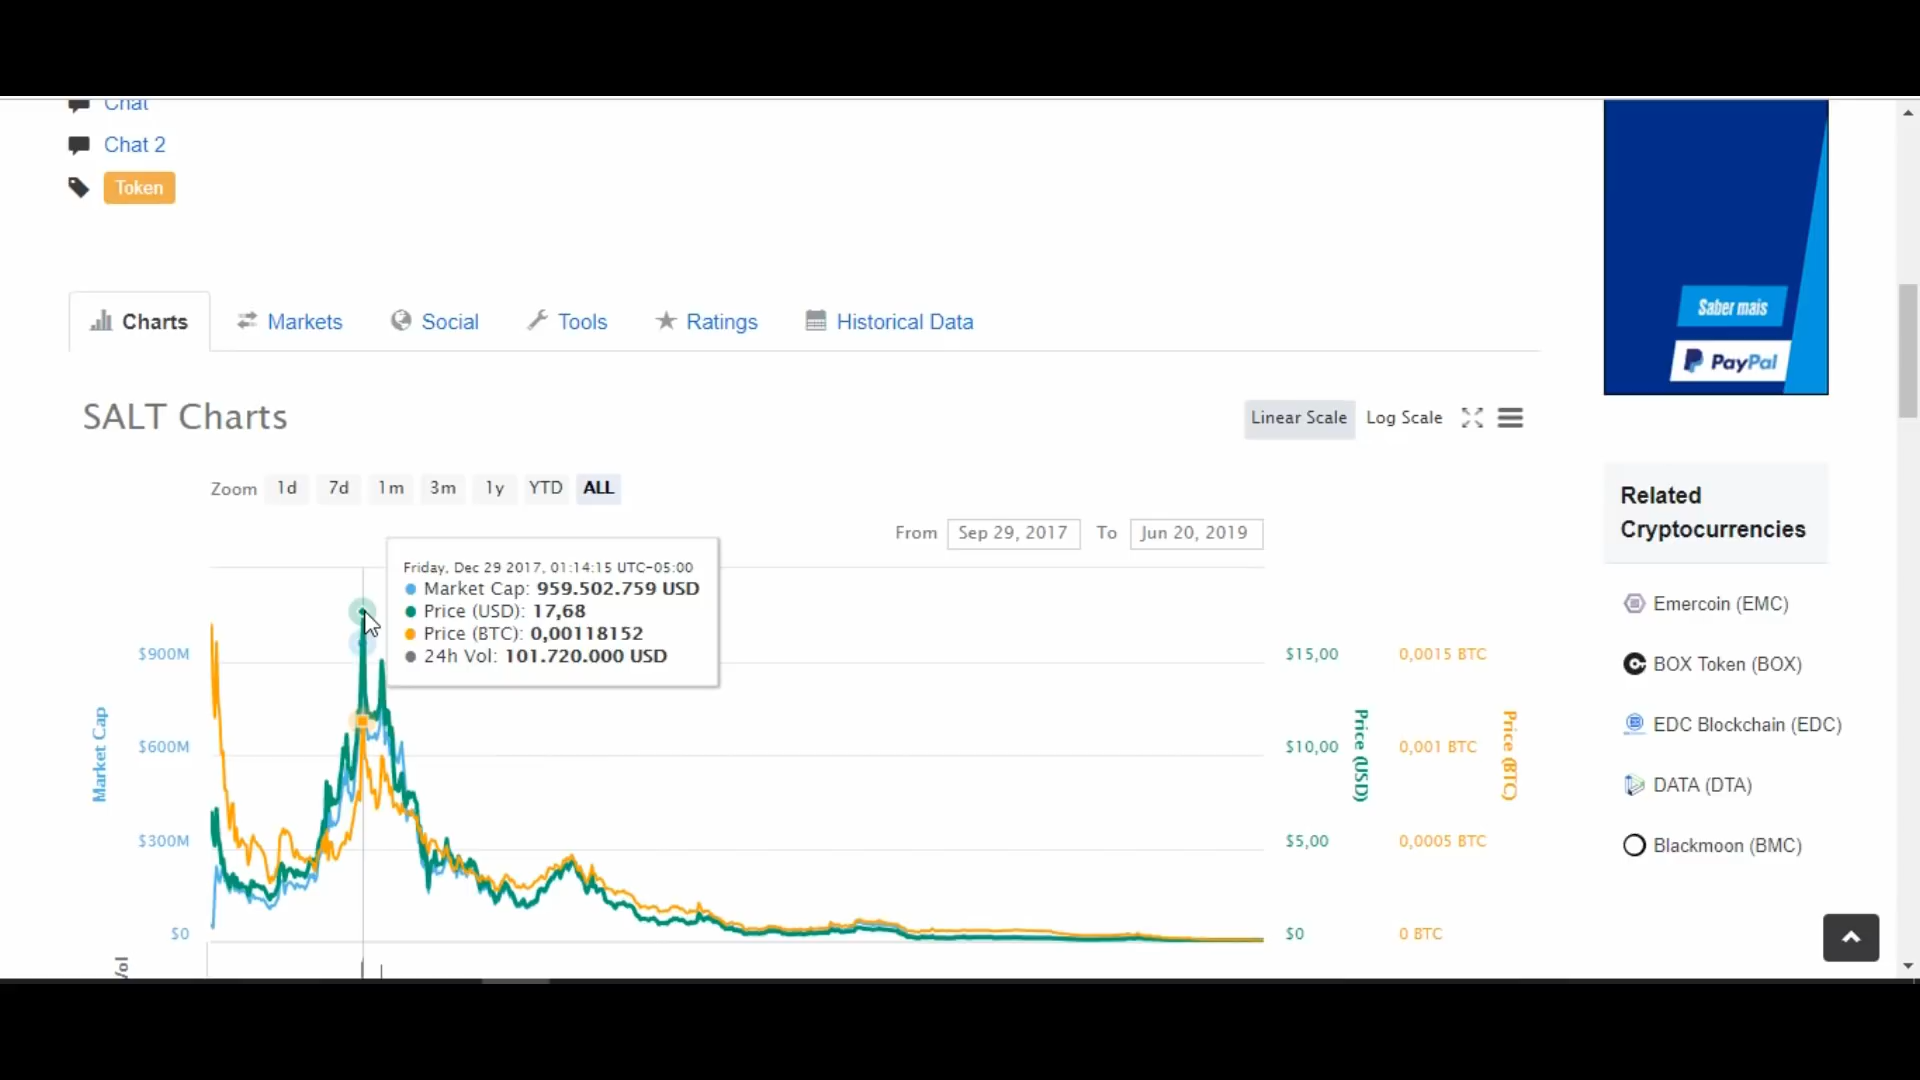 Chat
Chat 2
Token
Charts
Markets
Social
Tools
Ratings
Historical Data
Saber mais
PayPal
SALT Charts
Linear Scale
Log Scale
Zoom
1d
7d
1m
3m
1y
YTD
ALL
From
Sep 29, 2017
To
Jun 20, 2019
Related
Cryptocurrencies
Friday, Dec 29 2017, 01:14:15 UTC-05:00
Market Cap: 959.502.759 USD
Price (USD): 17,68
Price (BTC): 0,00118152
24h Vol: 101.720.000 USD
$900M
$600M
$300M
$0
Market Cap
$15,00
$10,00
$5,00
$0
Price (USD)
0,0015 BTC
0,001 BTC
0,0005 BTC
0 BTC
Price (BTC)
Emercoin (EMC)
BOX Token (BOX)
EDC Blockchain (EDC)
DATA (DTA)
Blackmoon (BMC)
Vol